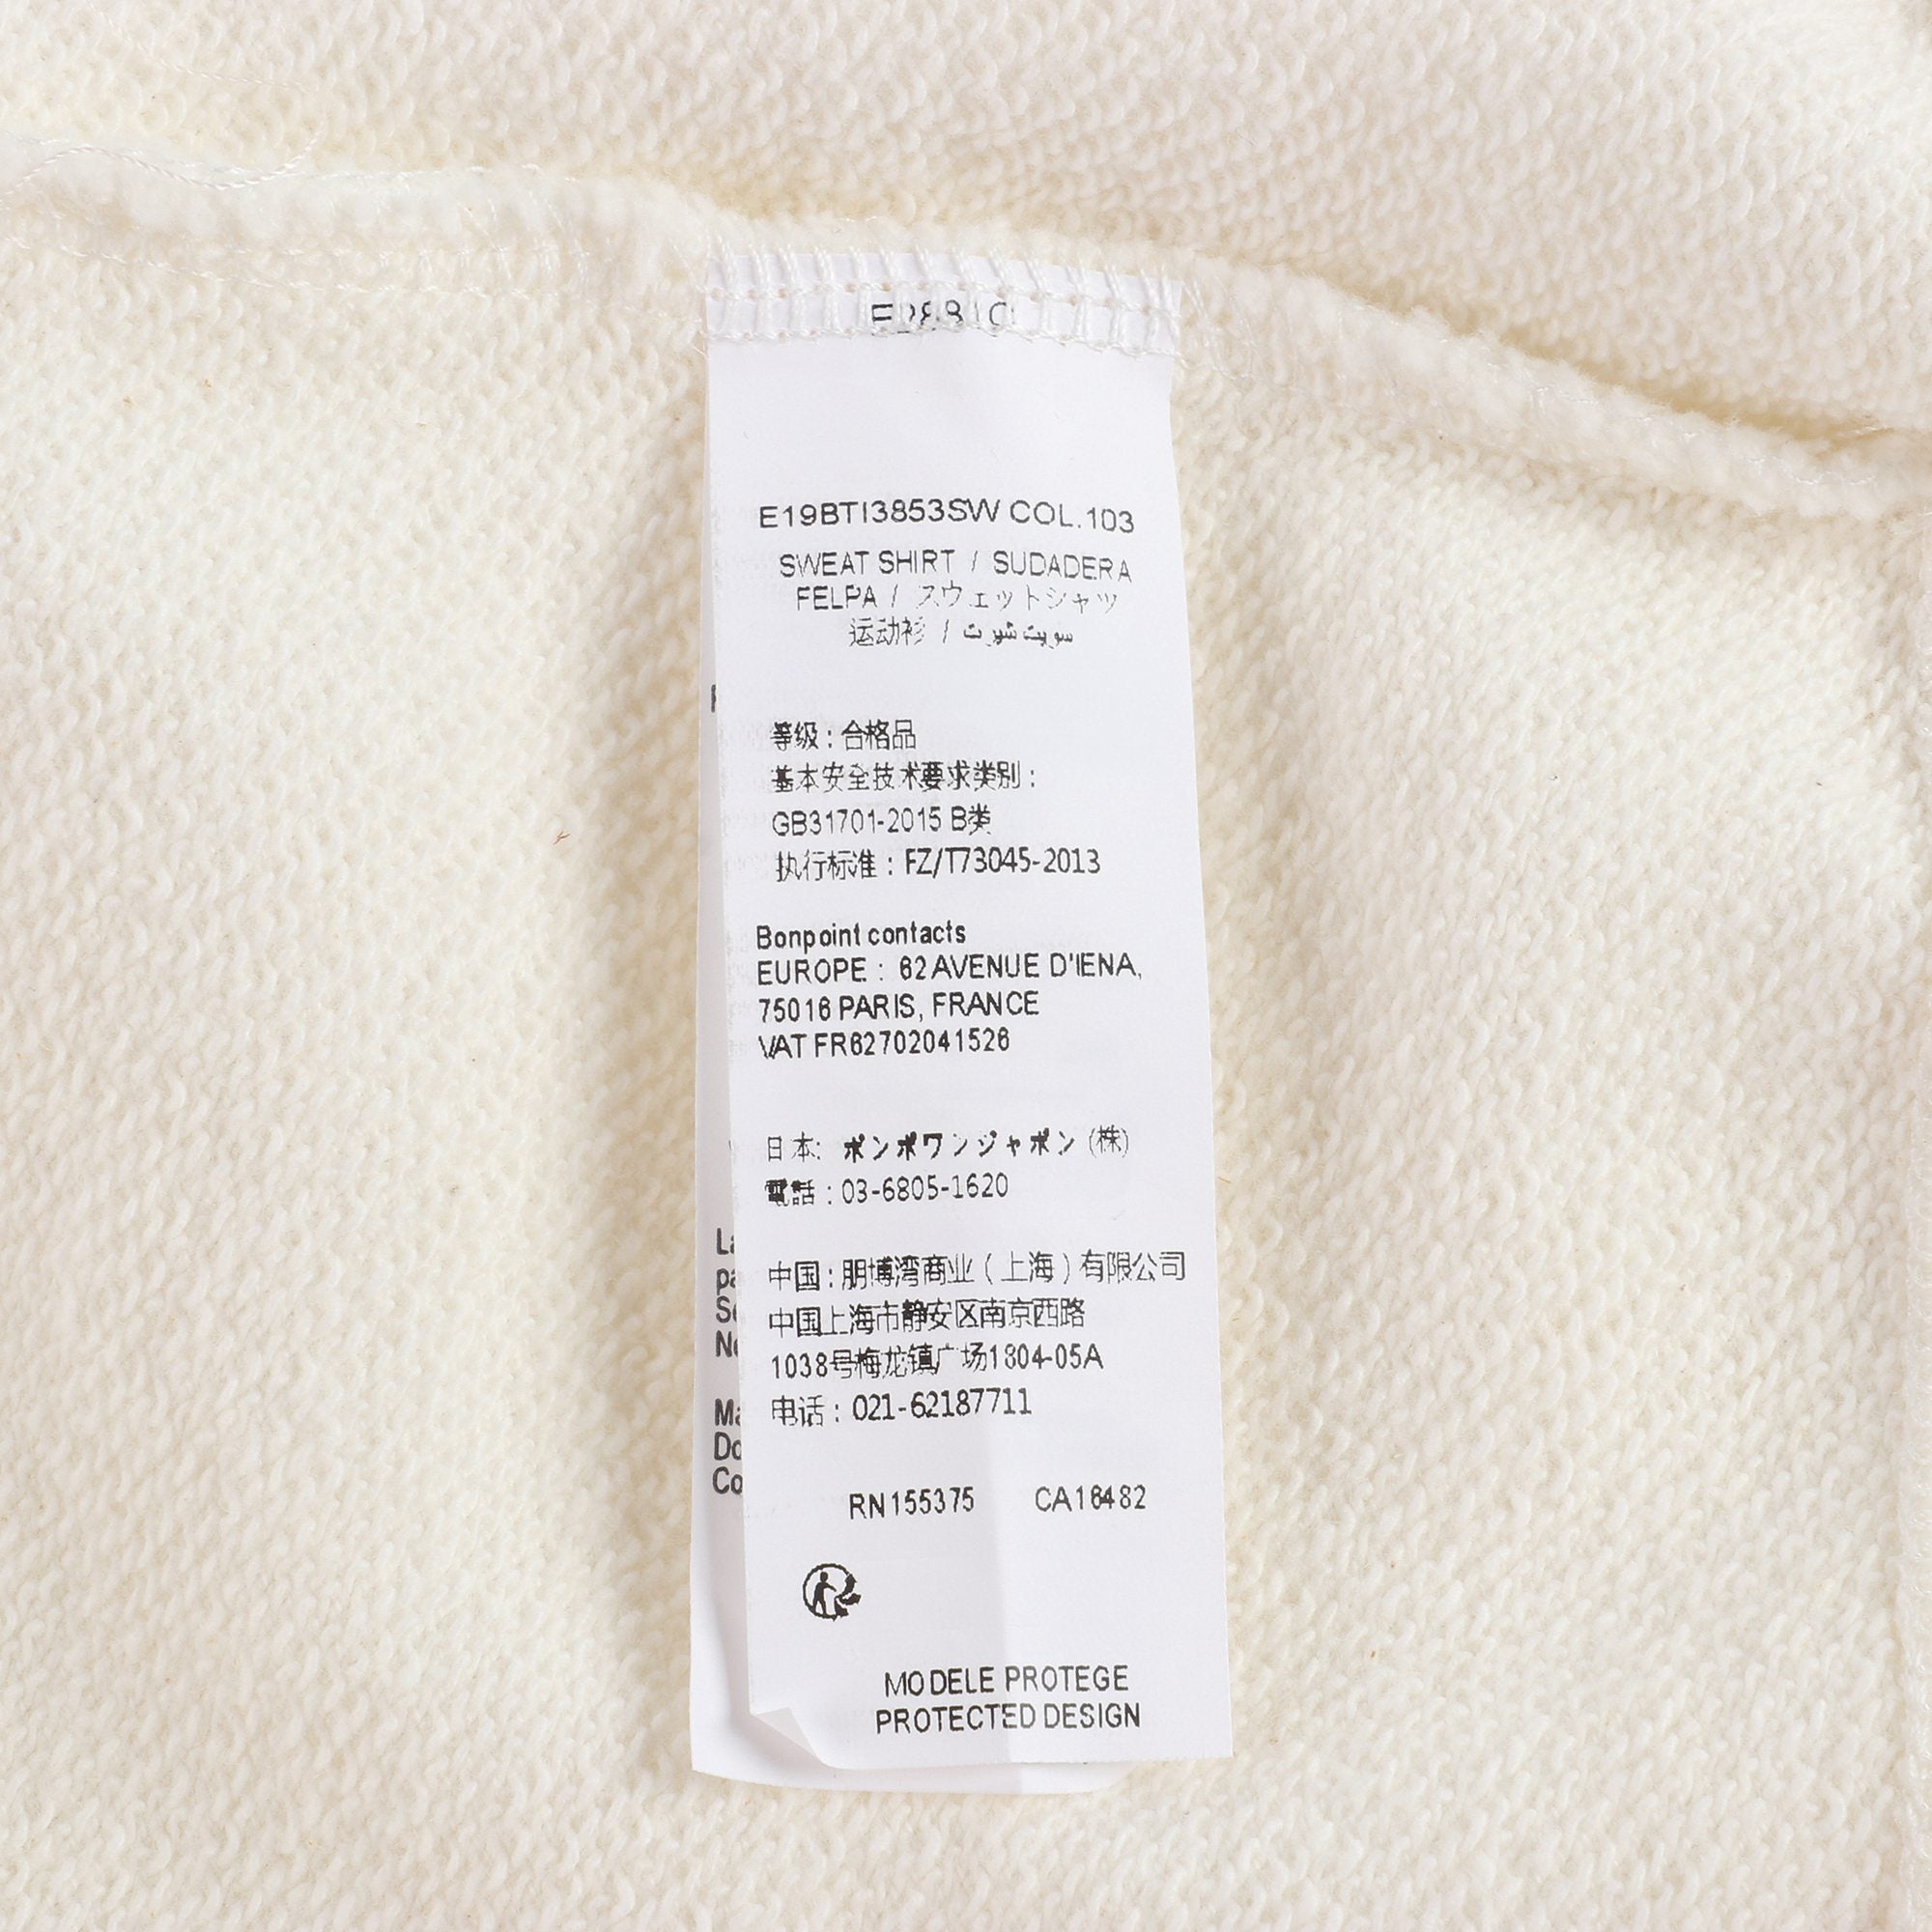 E19BTI3853SW COL.103
SWEAT SHIRT / SUDADERA
FELPA / スウェットシャツ
运动衫 / سويت شيرت
等级 : 合格品
基本安全技术要求类别 :
GB31701-2015 B类
执行标准 : FZ/T73045-2013
Bonpoint contacts
EUROPE : 62 AVENUE D'IENA,
75016 PARIS, FRANCE
VAT FR62702041526
日本: ボンポワンジャポン (株)
電話 : 03-6805-1620
中国 : 朋博湾商业 ( 上海 ) 有限公司
中国上海市静安区南京西路
1038号梅龙镇广场1804-05A
电话 : 021-62187711
RN155375 CA16482
MODELE PROTEGE
PROTECTED DESIGN